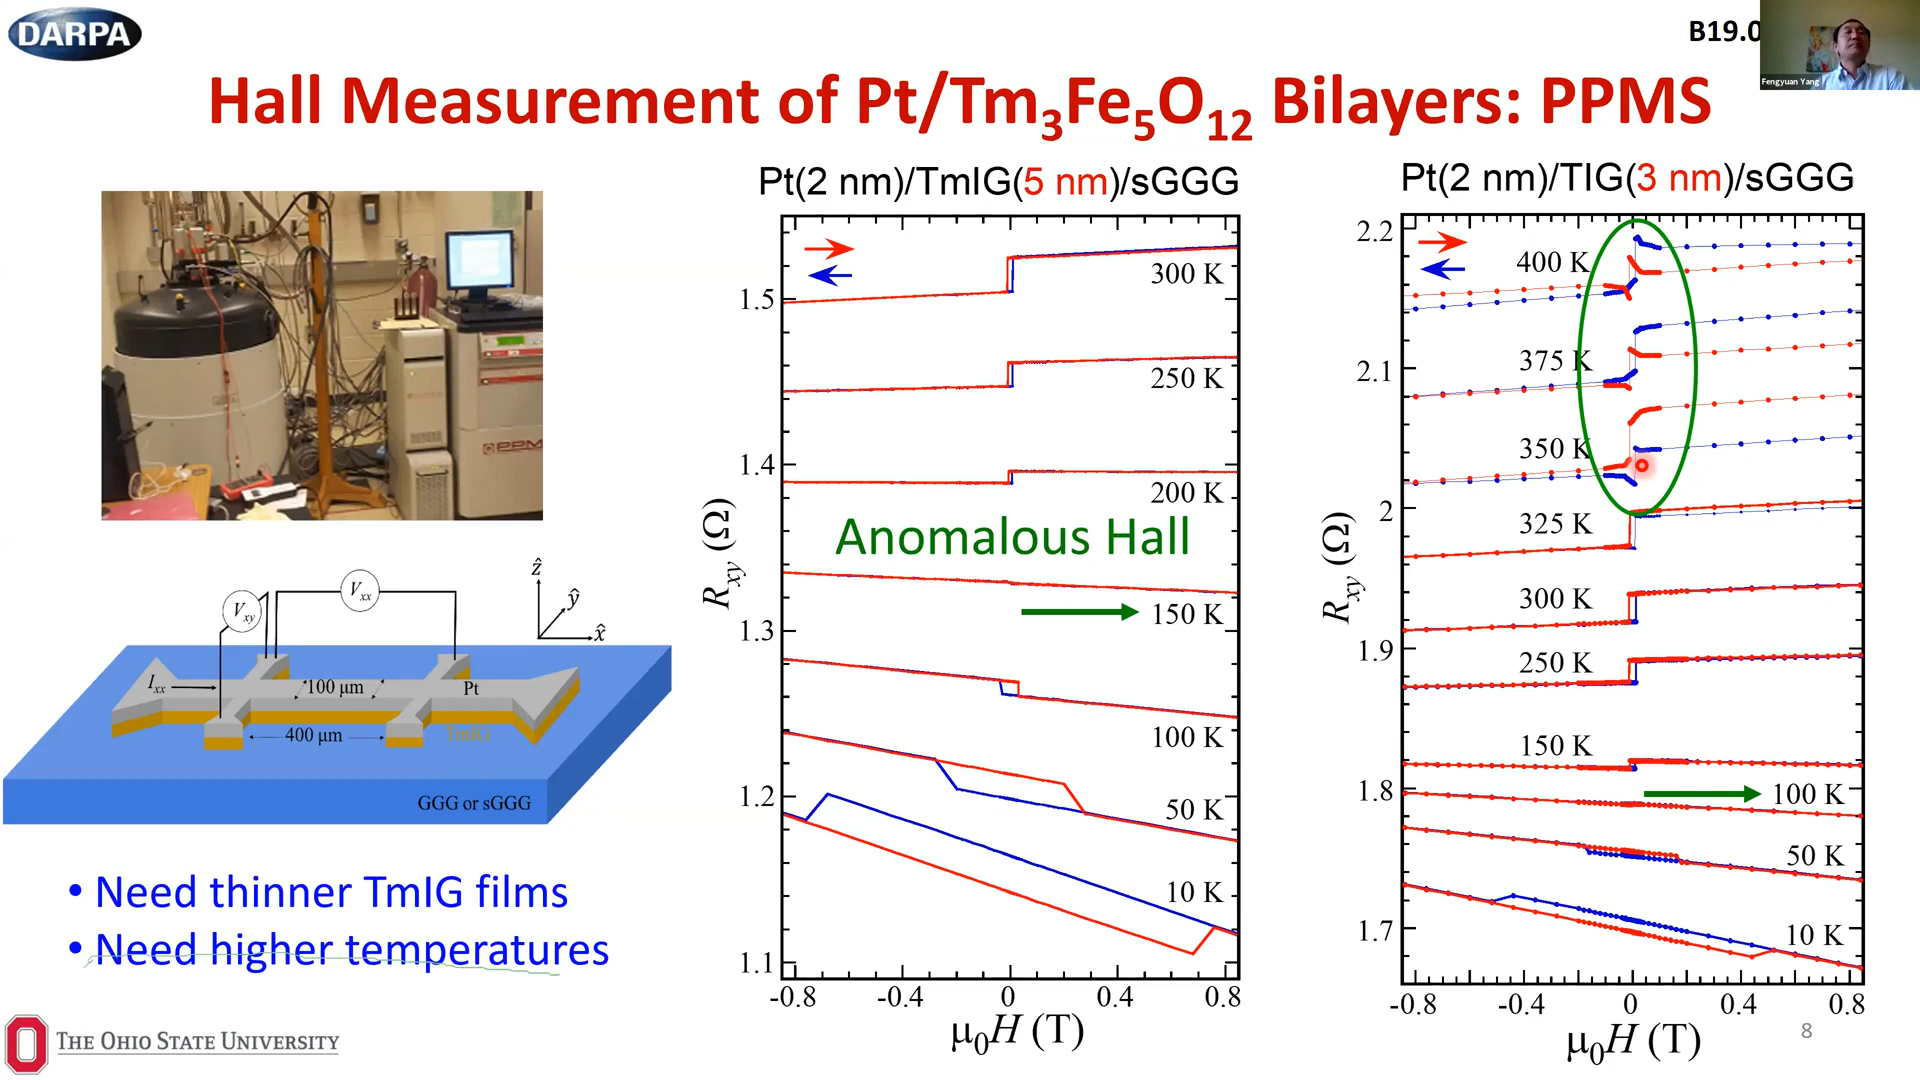 DARPA
B19.0
Fengyuan Yang
Hall Measurement of Pt/Tm₃Fe₅O₁₂ Bilayers: PPMS
Pt(2 nm)/TmIG(5 nm)/sGGG
300 K
250 K
200 K
Anomalous Hall
150 K
100 K
50 K
10 K
1.5
1.4
1.3
1.2
1.1
Rxy (Ω)
-0.8 -0.4 0 0.4 0.8
μ₀H (T)
Pt(2 nm)/TIG(3 nm)/sGGG
400 K
375 K
350 K
325 K
300 K
250 K
150 K
100 K
50 K
10 K
2.2
2.1
2
1.9
1.8
1.7
Rxy (Ω)
-0.8 -0.4 0 0.4 0.8
μ₀H (T)
PPM
Vxy
Vxx
ẑ
ŷ
x̂
Ixx
100 μm
Pt
400 μm
TmIG
GGG or sGGG
• Need thinner TmIG films
• Need higher temperatures
THE OHIO STATE UNIVERSITY
8